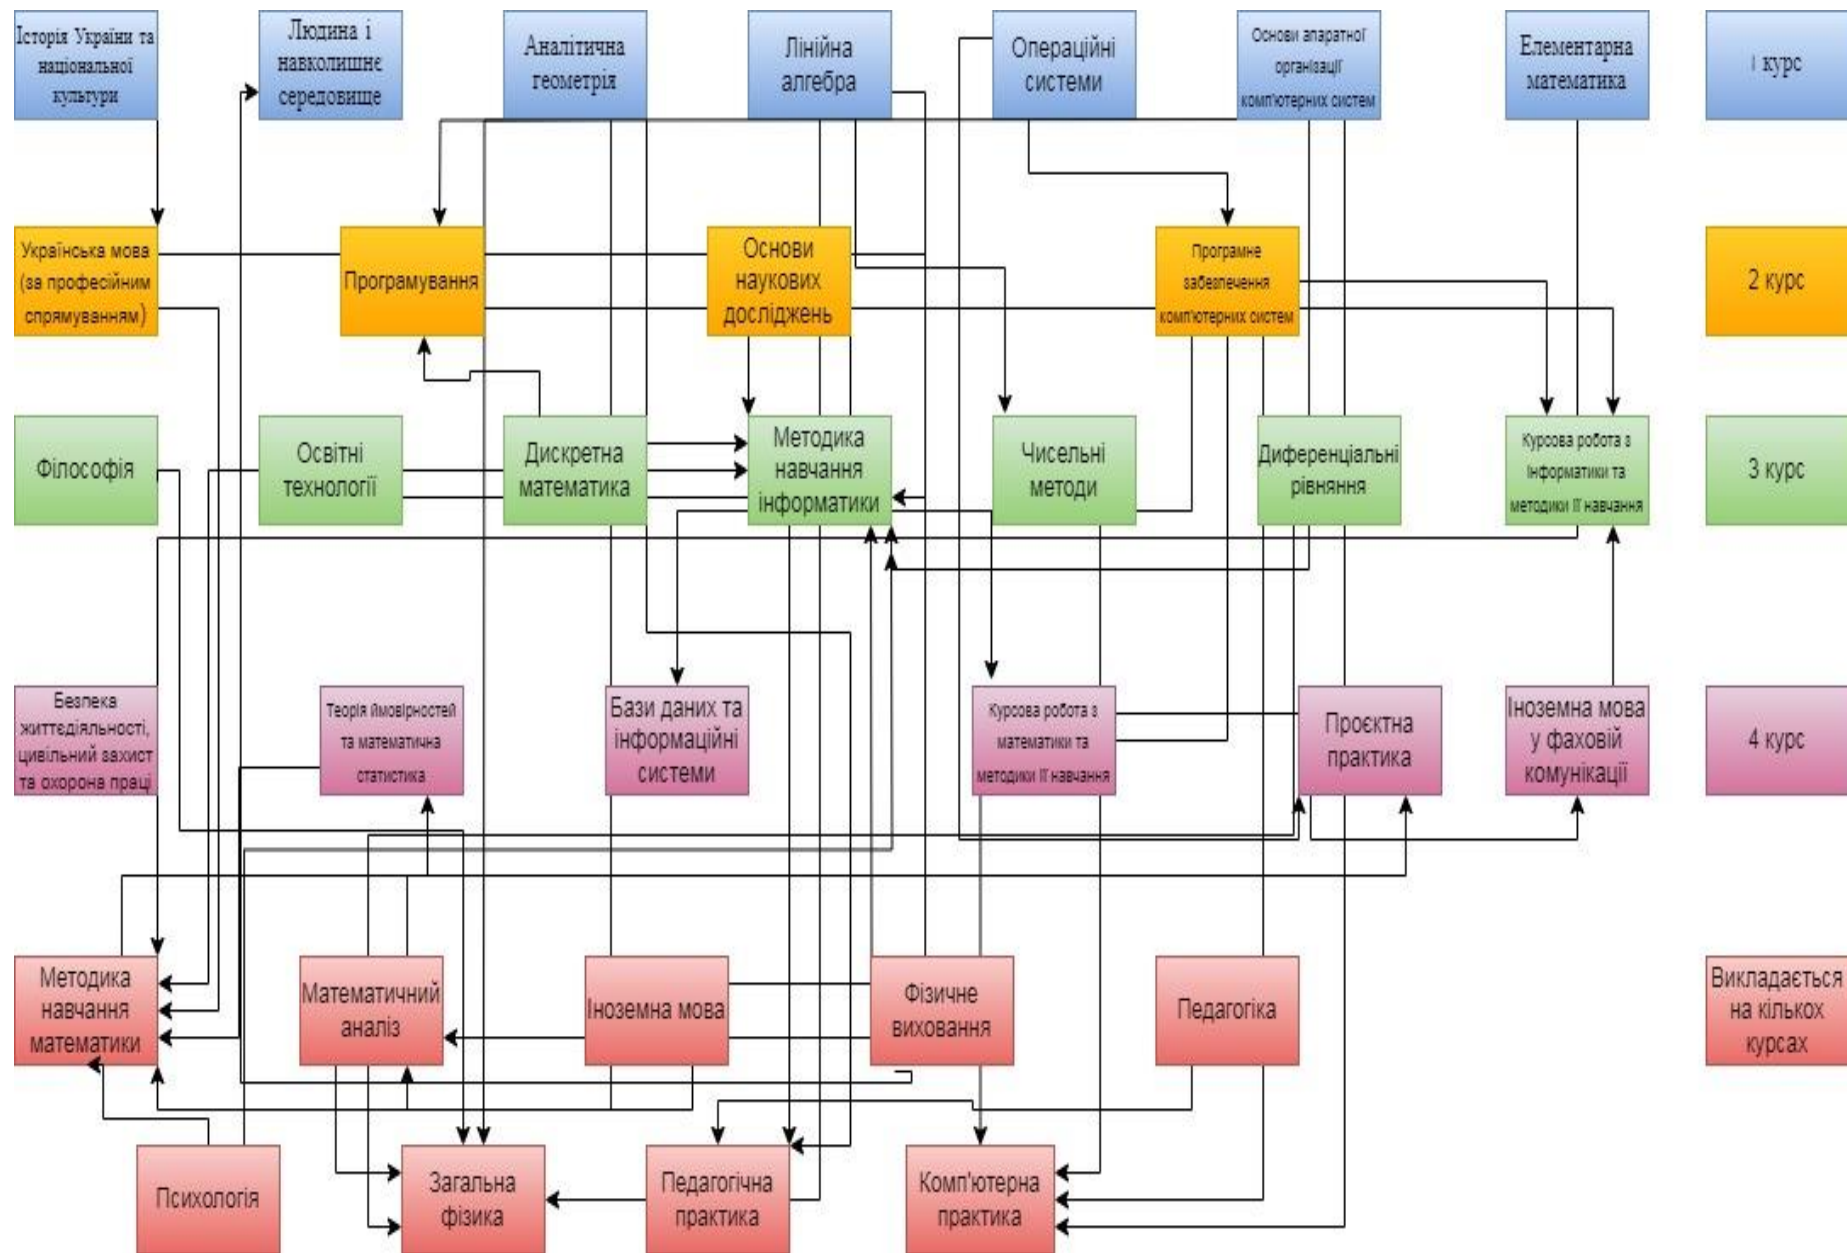 Історія України та
національної
культури
Людина і
навколишнє
середовище
Аналітична
геометрія
Лінійна
алгебра
Операційні
системи
Основи апаратної
організації
комп'ютерних систем
Елементарна
математика
1 курс
Українська мова
(за професійним
спрямуванням)
Програмування
Основи
наукових
досліджень
Програмне
забезпечення
комп'ютерних систем
2 курс
Філософія
Освітні
технології
Дискретна
математика
Методика
навчання
інформатики
Чисельні
методи
Диференціальні
рівняння
Курсова робота з
інформатики та
методики її навчання
3 курс
Безпека
життєдіяльності,
цивільний захист
та охорона праці
Теорія ймовірностей
та математична
статистика
Бази даних та
інформаційні
системи
Курсова робота з
математики та
методики її навчання
Проєктна
практика
Іноземна мова
у фаховій
комунікації
4 курс
Методика
навчання
математики
Математичний
аналіз
Іноземна мова
Фізичне
виховання
Педагогіка
Викладається
на кількох
курсах
Психологія
Загальна
фізика
Педагогічна
практика
Комп'ютерна
практика